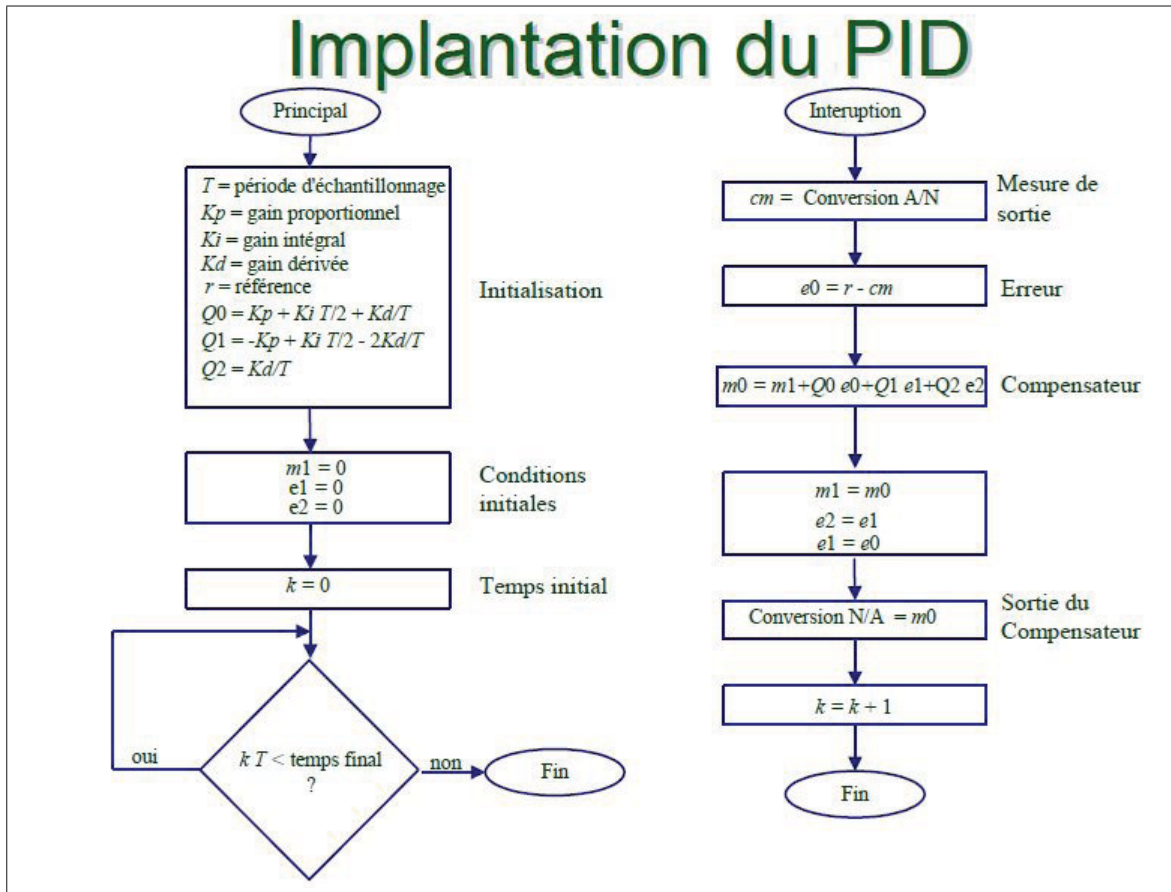 Implantation du PID
Principal
T = période d'échantillonnage
Kp = gain proportionnel
Ki = gain intégral
Kd = gain dérivée
r = référence
Q0 = Kp + Ki T/2 + Kd/T
Q1 = -Kp + Ki T/2 - 2Kd/T
Q2 = Kd/T
Initialisation
m1 = 0
e1 = 0
e2 = 0
Conditions
initiales
k = 0
Temps initial
k T < temps final
?
oui
non
Fin
Interuption
cm = Conversion A/N
Mesure de
sortie
e0 = r - cm
Erreur
m0 = m1+Q0 e0+Q1 e1+Q2 e2
Compensateur
m1 = m0
e2 = e1
e1 = e0
Conversion N/A = m0
Sortie du
Compensateur
k = k + 1
Fin